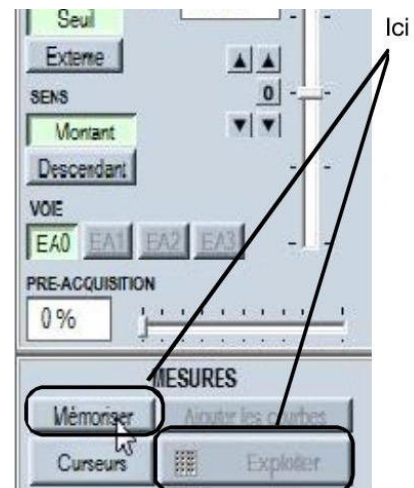 Ici
Seuil
Externe
0
SENS
Montant
Descendant
VOIE
EA0 EA1 EA2 EA3
PRE-ACQUISITION
0 %
MESURES
Mémoriser Ajouter les courbes
Curseurs Exploiter